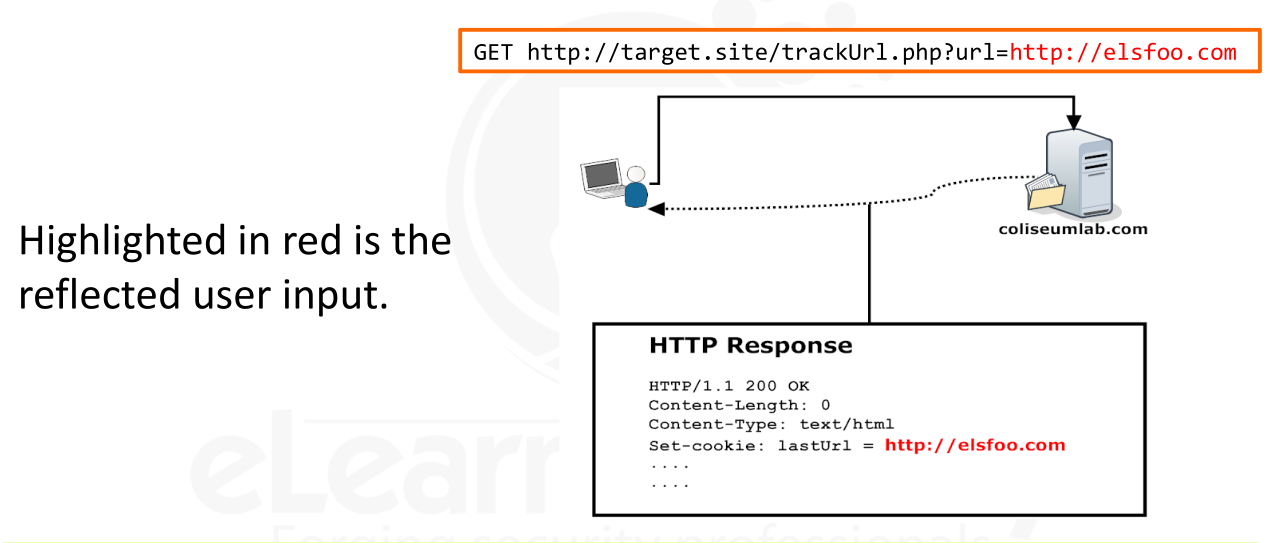 GET http://target.site/trackUrl.php?url=http://elsfoo.com
coliseumlab.com
Highlighted in red is the
reflected user input.
HTTP Response
HTTP/1.1 200 OK
Content-Length: 0
Content-Type: text/html
Set-cookie: lastUrl = http://elsfoo.com
....
....
eLearn
Forging security professionals